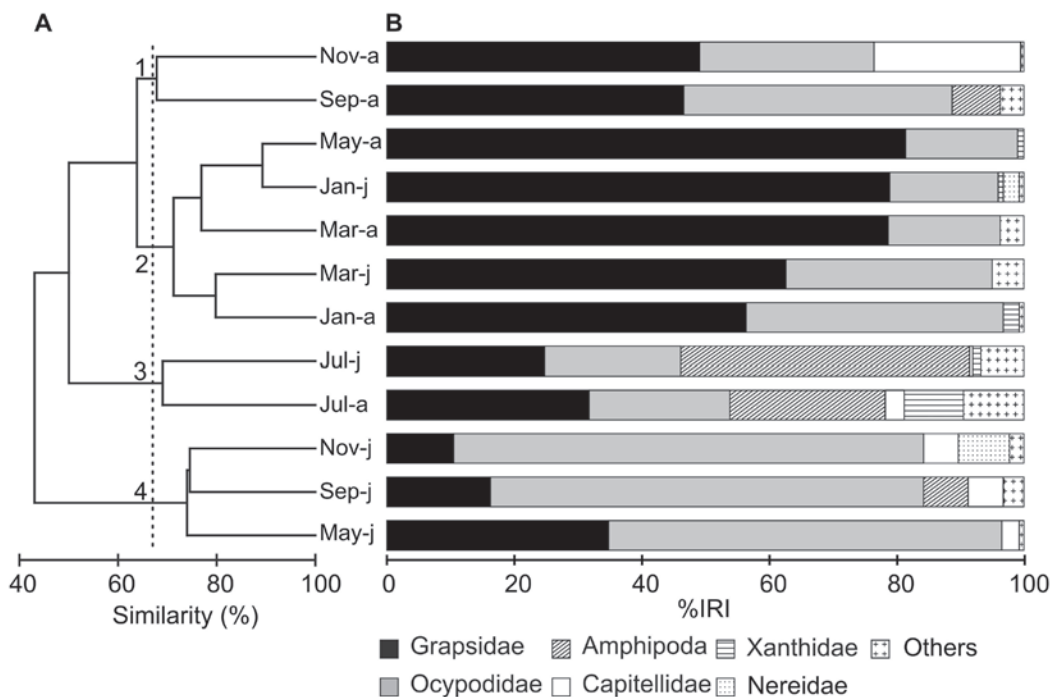 A B
1 Nov-a
Sep-a
May-a
Jan-j
Mar-a
2 Mar-j
Jan-a
3 Jul-j
Jul-a
Nov-j
4 Sep-j
May-j
40 60 80 100 0 20 40 60 80 100
Similarity (%) %IRI
Grapsidae Amphipoda Xanthidae Others
Ocypodidae Capitellidae Nereidae